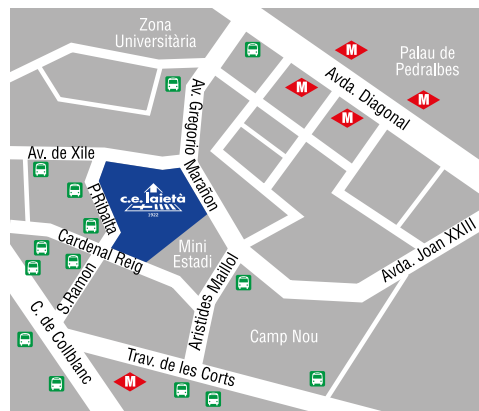 Zona
Universitària
Palau de
Pedralbes
M
M
M
M
Avda. Diagonal
Av. Gregorio
Marañon
Av. de Xile
P.Ribalta
c.e. laietà
1922
Mini
Estadi
Cardenal Reig
S.Ramon
Aristides Maillol
Avda. Joan XXIII
Camp Nou
C. de Collblanc
Trav. de les Corts
M